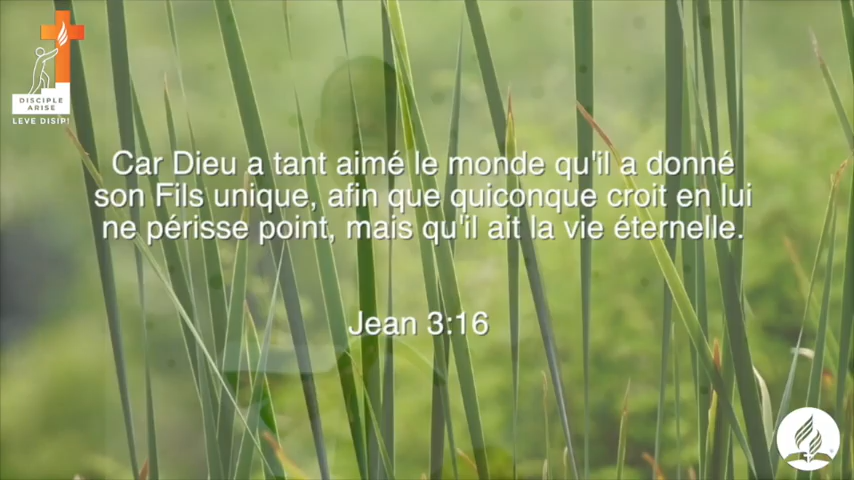 DISCIPLE
ARISE
LEVE DISIP!
Car Dieu a tant aimé le monde qu'il a donné
son Fils unique, afin que quiconque croit en lui
ne périsse point, mais qu'il ait la vie éternelle.
Jean 3:16